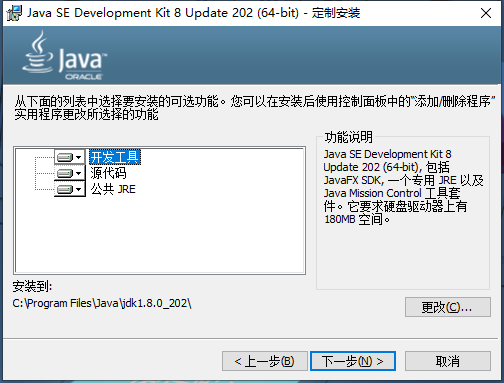 Java SE Development Kit 8 Update 202 (64-bit) - 定制安装
Java
ORACLE
从下面的列表中选择要安装的可选功能。您可以在安装后使用控制面板中的“添加/删除程序”
实用程序更改所选择的功能
开发工具
源代码
公共 JRE
功能说明
Java SE Development Kit 8
Update 202 (64-bit), 包括
JavaFX SDK, 一个专用 JRE 以及
Java Mission Control 工具套
件。它要求硬盘驱动器上有
180MB 空间。
安装到:
C:\Program Files\Java\jdk1.8.0_202\
更改(C)...
< 上一步(B)
下一步(N) >
取消